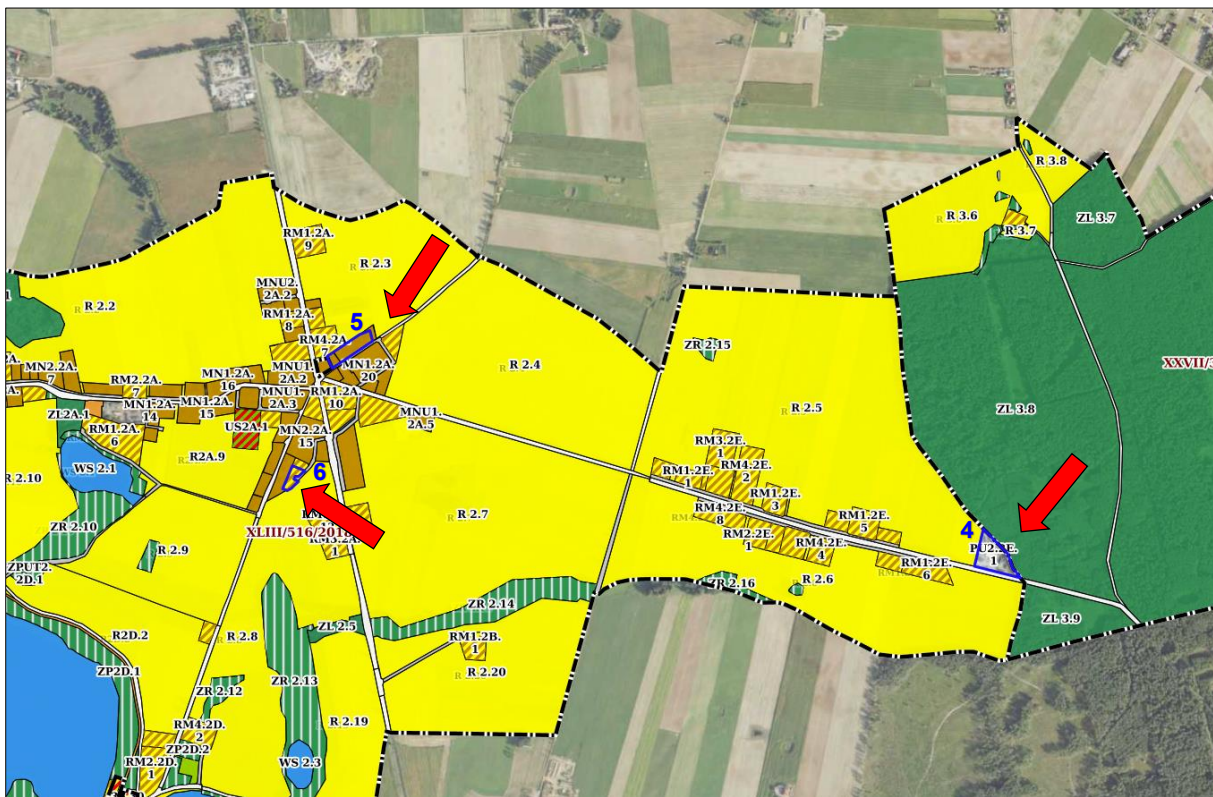 R 3.8
ZL 3.7
R 3.6
R 3.7
RM1.2A.
9
R 2.3
MNU2.
2A.2
R 2.2
RM1.2A.
8
5
RM4.2A.
7
ZR 2.15
MNU1.
2A.2
MN1.2A.
20
R 2.4
XXVII/
MN2.2A.
7
RM2.2A.
7
MN1.2A.
16
MN1.2A.
15
MNU1.
2A.3
RM1.2A.
10
R 2.5
ZL 3.8
ZL2A.1
MN1.2A.
14
MNU1.
2A.5
RM1.2A.
6
US2A.1
MN2.2A.
15
RM3.2E.
1
R2A.9
RM4.2E.
2
WS 2.1
RM1.2E.
1
6
R 2.10
RM1.2E.
3
RM4.2E.
8
R 2.7
RM1.2E.
5
ZR 2.10
XLIII/516/2018
RM2.2E.
1
RM4.2E.
4
4
RM3.2A.
1
PU2.2E.
1
R 2.9
RM1.2E.
6
ZPUT2.
2D.1
R 2.6
ZR 2.16
ZR 2.14
ZL 3.9
ZL 2.5
R2D.2
R 2.8
RM1.2B.
1
ZP2D.1
R 2.20
ZR 2.13
ZR 2.12
R 2.19
RM4.2D.
2
ZP2D.2
RM2.2D.
1
WS 2.3